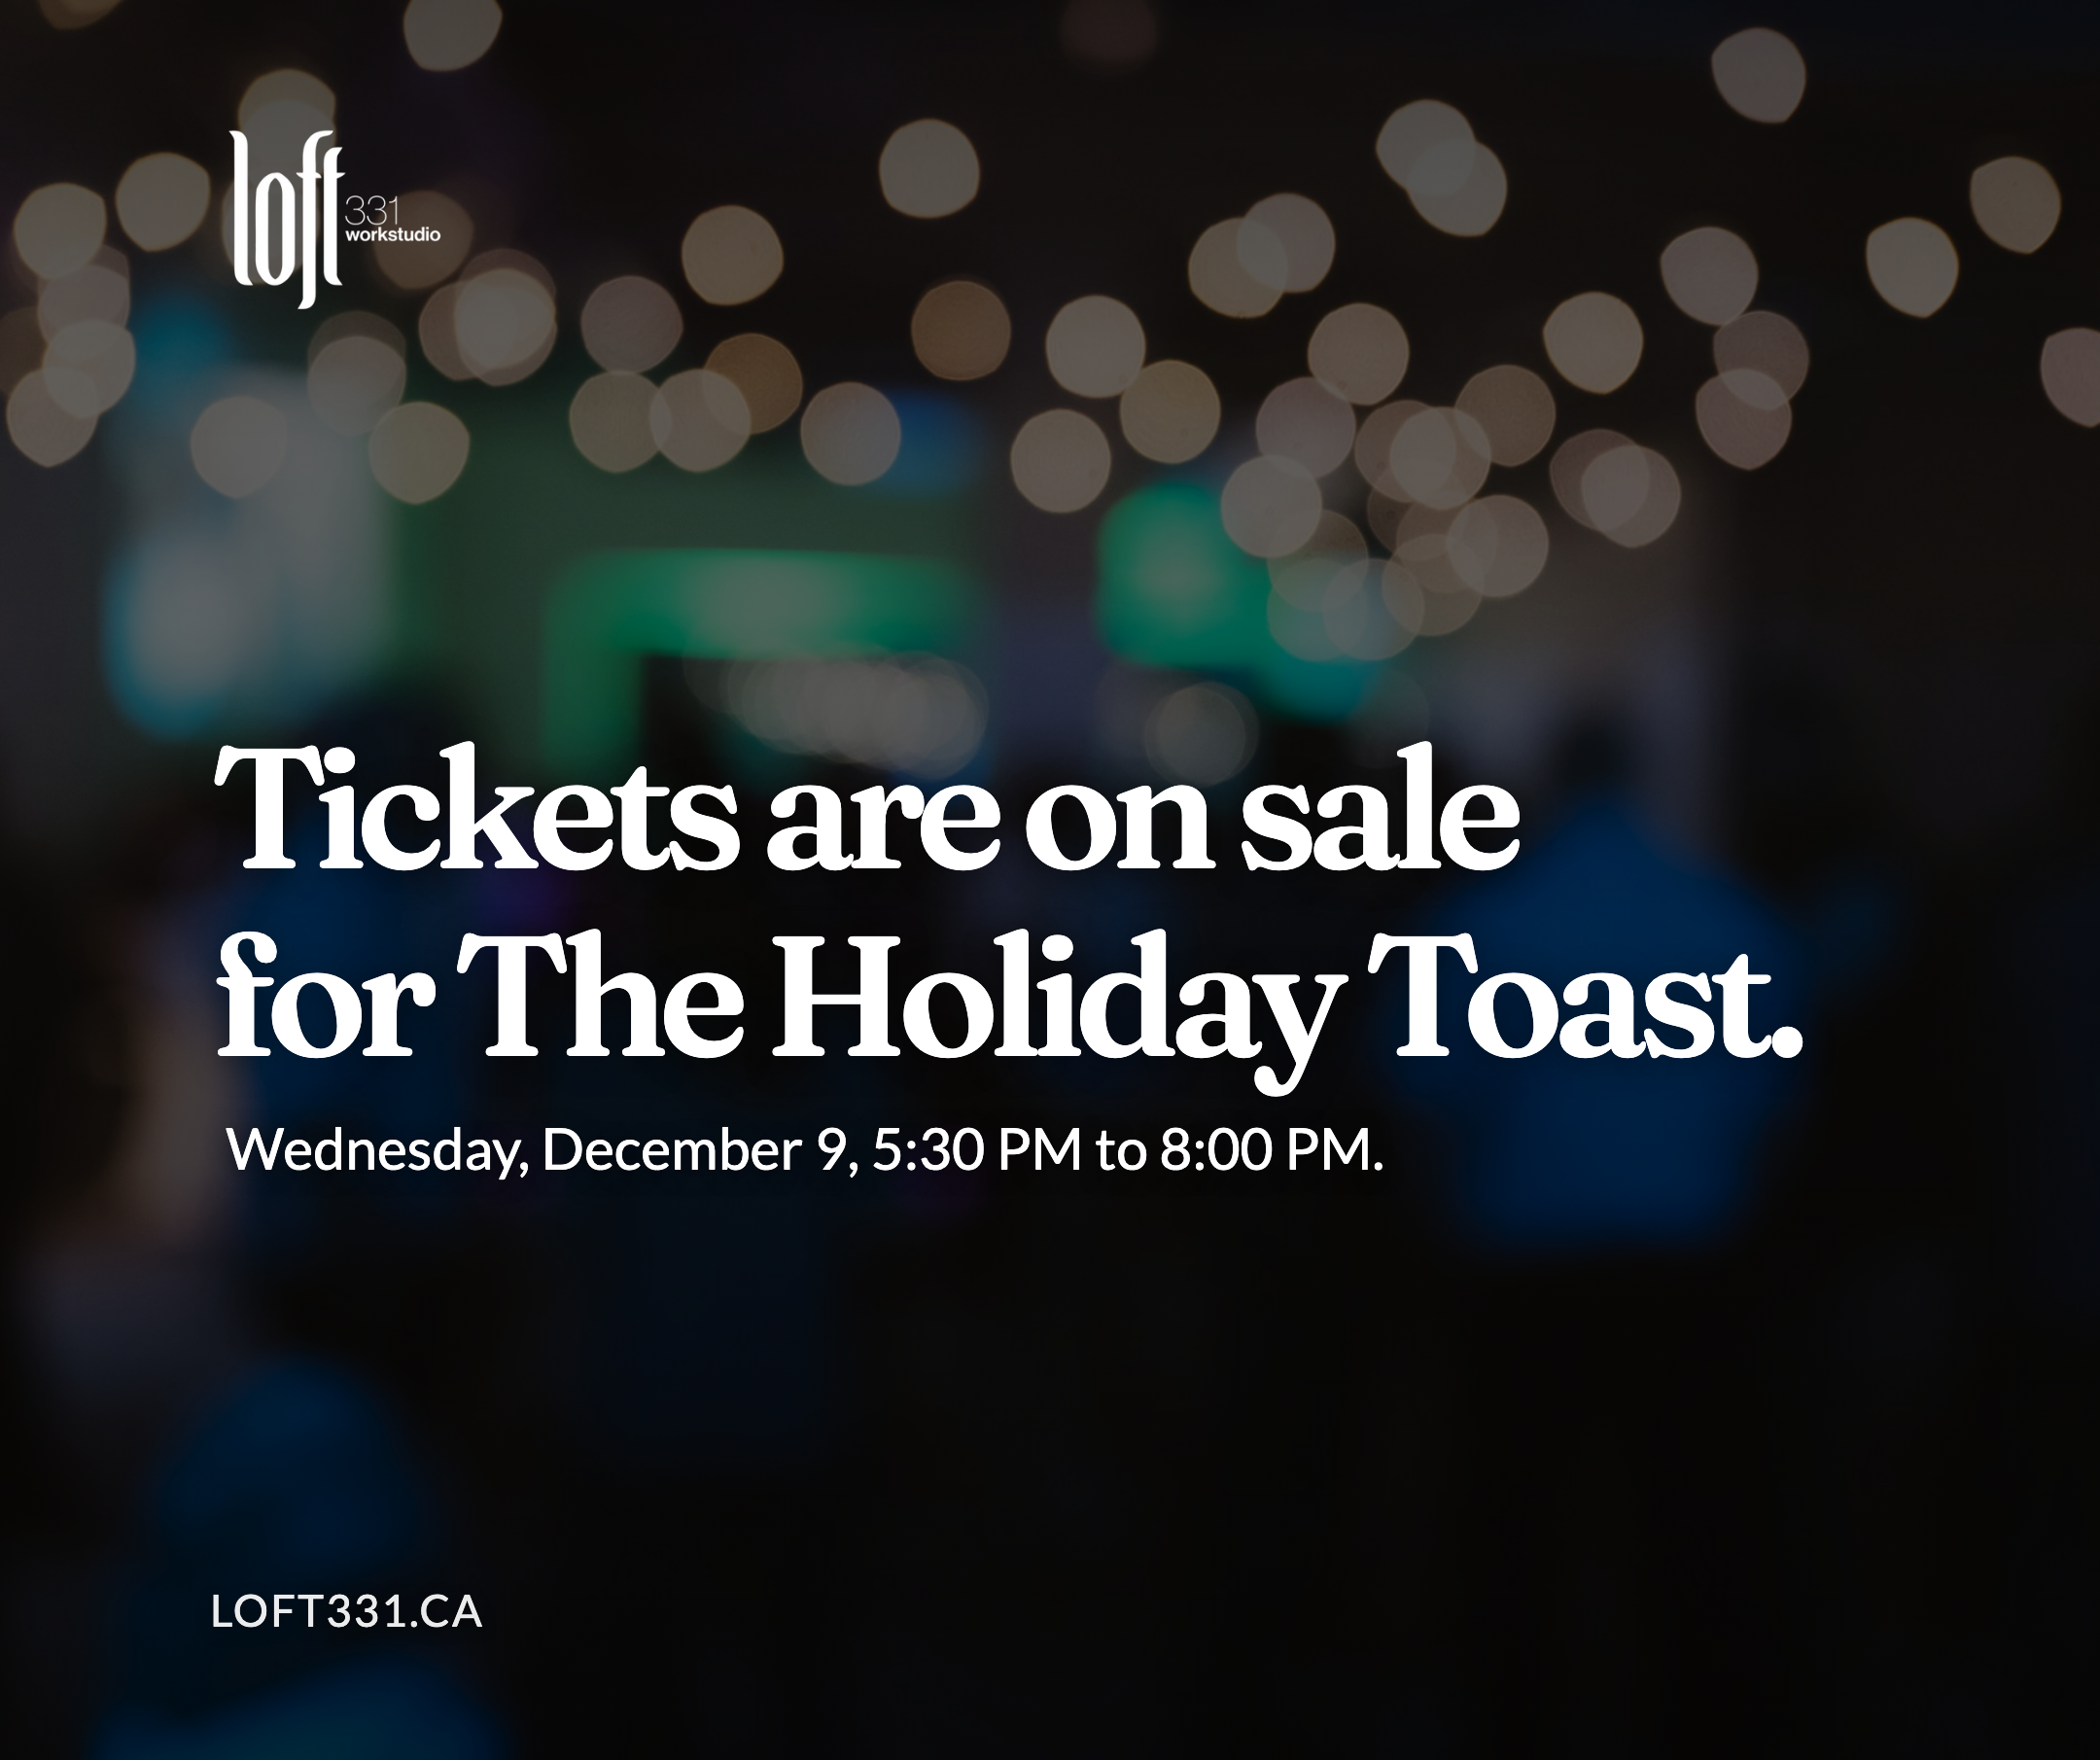 loft
331
workstudio
Tickets are on sale
for The Holiday Toast.
Wednesday, December 9, 5:30 PM to 8:00 PM.
LOFT331.CA